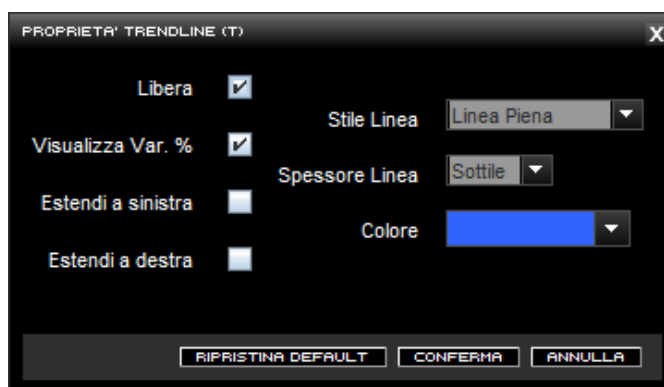 PROPRIETA' TRENDLINE (T)
X
Libera
Visualizza Var. %
Estendi a sinistra
Estendi a destra
Stile Linea
Linea Piena
Spessore Linea
Sottile
Colore
RIPRISTINA DEFAULT
CONFERMA
ANNULLA